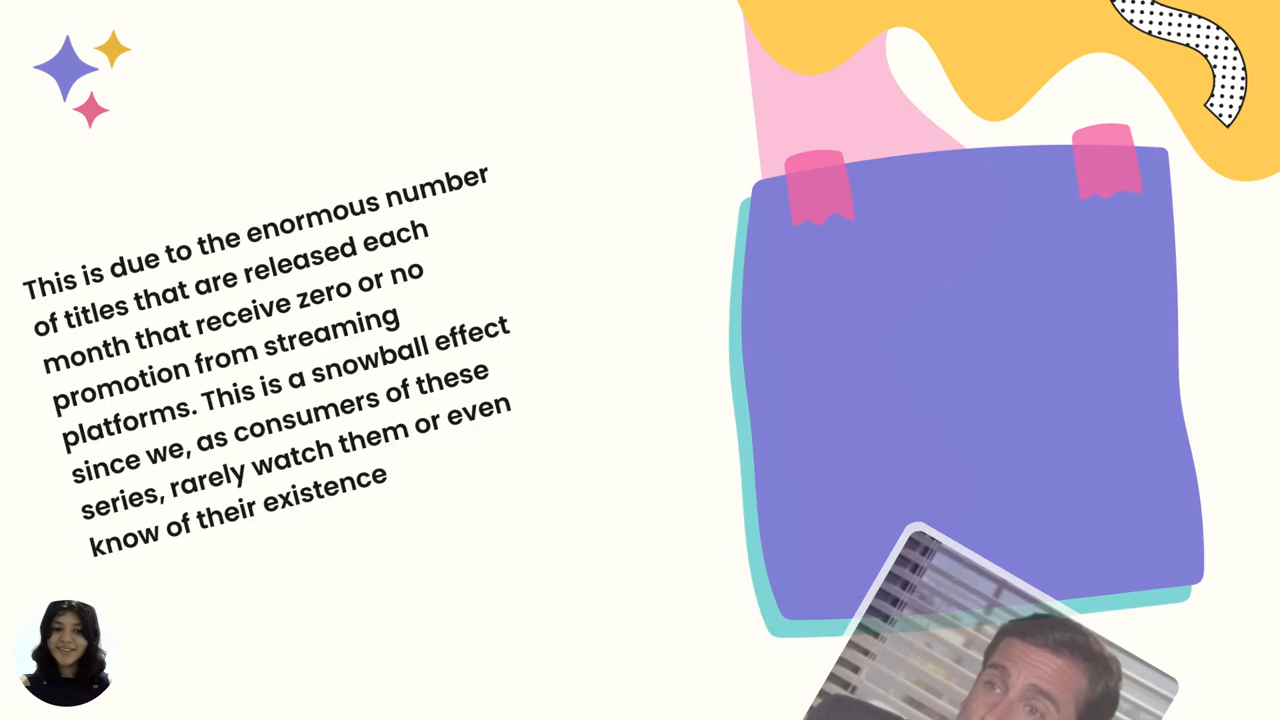 This is due to the enormous number
of titles that are released each
month that receive zero or no
promotion from streaming
platforms. This is a snowball effect
since we, as consumers of these
series, rarely watch them or even
know of their existence